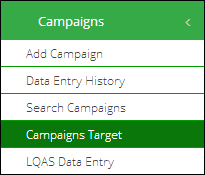 Campaigns
Add Campaign
Data Entry History
Search Campaigns
Campaigns Target
LQAS Data Entry